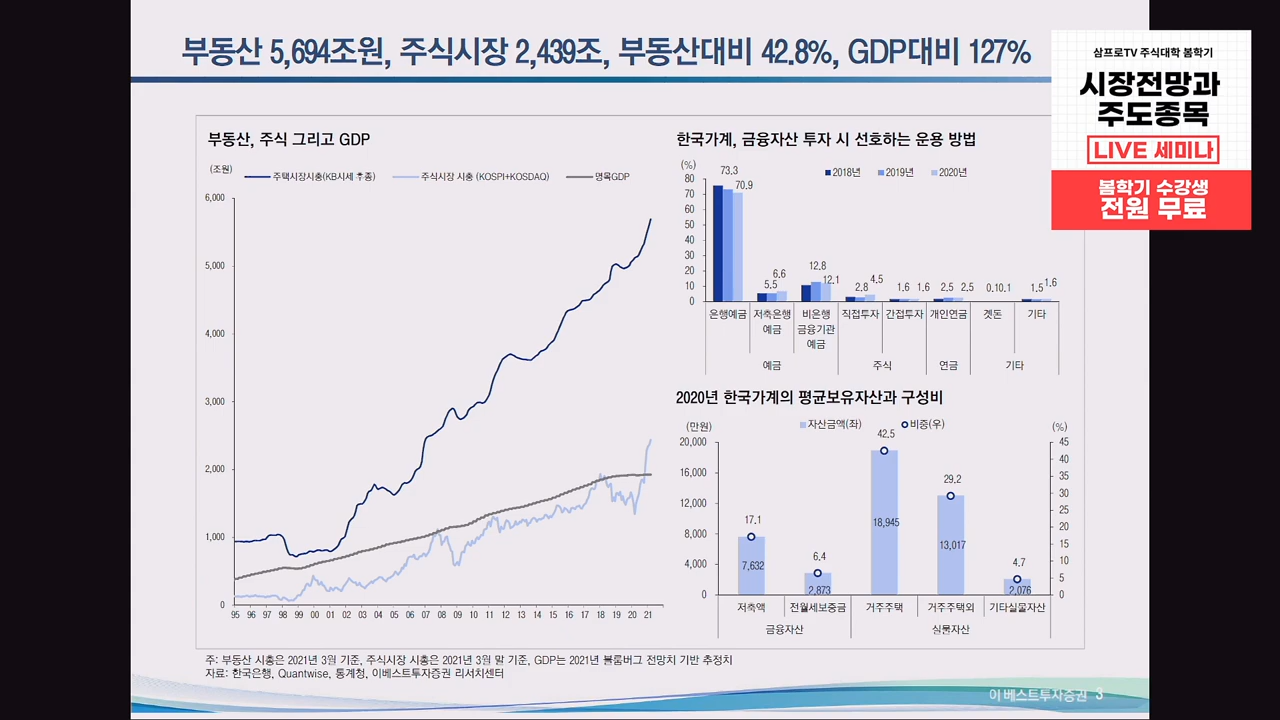 부동산 5,694조원, 주식시장 2,439조, 부동산대비 42.8%, GDP대비 127%
삼프로TV 주식대학 봄학기
시장전망과
주도종목
LIVE 세미나
봄학기 수강생
전원 무료
부동산, 주식 그리고 GDP
(조원)
주택시장시총(KB시세 추종) 주식시장 시총 (KOSPI+KOSDAQ) 명목GDP
6,000
5,000
4,000
3,000
2,000
1,000
0
95 96 97 98 99 00 01 02 03 04 05 06 07 08 09 10 11 12 13 14 15 16 17 18 19 20 21
한국가계, 금융자산 투자 시 선호하는 운용 방법
(%)
2018년 2019년 2020년
80
70
60
50
40
30
20
10
0
73.3 70.9
5.5 6.6
12.8 12.1
2.8 4.5
1.6 1.6
2.5 2.5
0.1 0.1
1.5 1.6
은행예금 저축은행 비은행 직접투자 간접투자 개인연금 겟돈 기타
예금 금융기관
예금
예금 주식 연금 기타
2020년 한국가계의 평균보유자산과 구성비
(만원) 자산금액(좌) 비중(우) (%)
20,000
16,000
12,000
8,000
4,000
0
45
40
35
30
25
20
15
10
5
0
17.1 6.4 42.5 29.2 4.7
7,632 2,873 18,945 13,017 2,076
저축액 전월세보증금 거주주택 거주주택외 기타실물자산
금융자산 실물자산
주: 부동산 시총은 2021년 3월 기준, 주식시장 시총은 2021년 3월 말 기준, GDP는 2021년 블룸버그 전망치 기반 추정치
자료: 한국은행, Quantwise, 통계청, 이베스트투자증권 리서치센터
이베스트투자증권 3